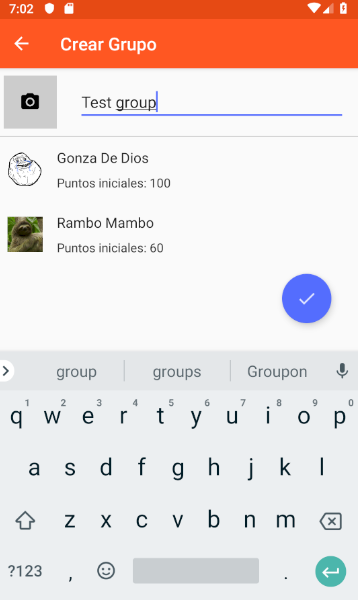 7:02
Crear Grupo
Test group
Gonza De Dios
Puntos iniciales: 100
Rambo Mambo
Puntos iniciales: 60
group groups Groupon
1 2 3 4 5 6 7 8 9 0
q w e r t y u i o p
a s d f g h j k l
z x c v b n m
?123 , .